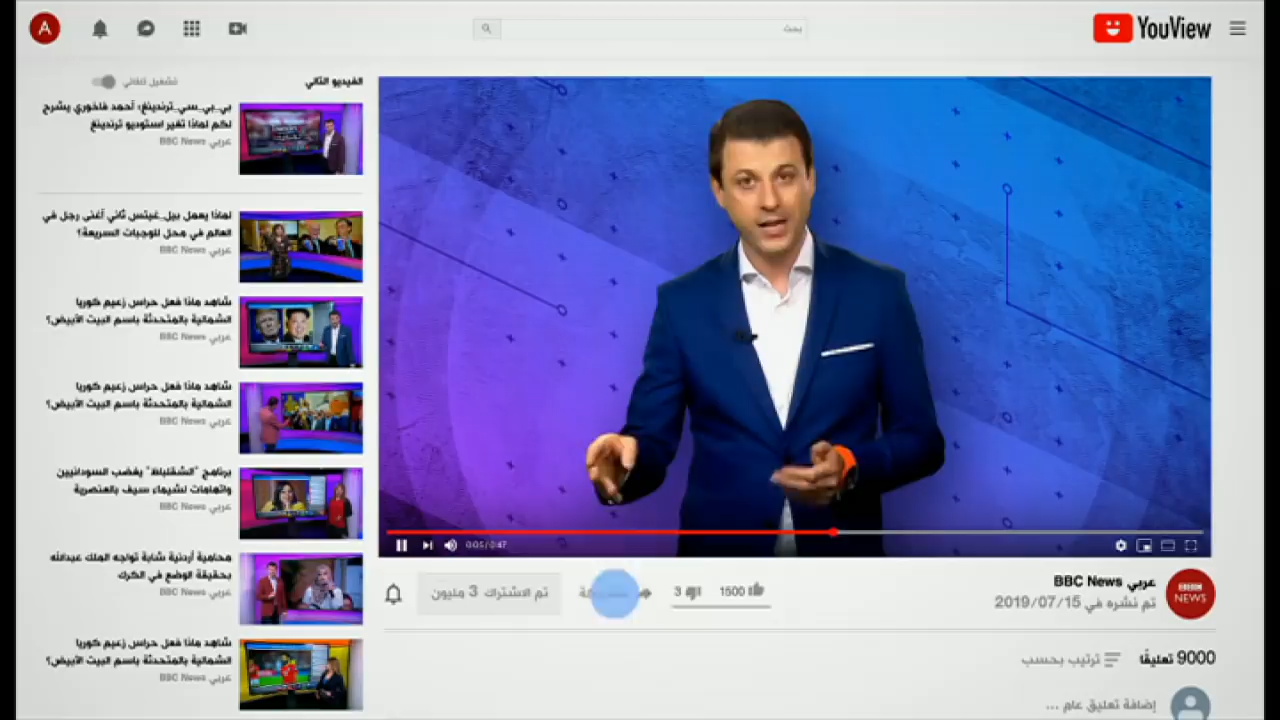 A
بحث
YouView
تشغيل تلقائي
الفيديو التالي
بي_بي_سي_ترندينغ: أحمد فاخوري يشرح
لكم لماذا تغير استوديو ترندينغ
BBC News عربي
لماذا يعمل بيل_غيتس ثاني أغنى رجل في
العالم في محل للوجبات السريعة؟
BBC News عربي
شاهد ماذا فعل حراس زعيم كوريا
الشمالية بالمتحدثة باسم البيت الأبيض؟
BBC News عربي
شاهد ماذا فعل حراس زعيم كوريا
الشمالية بالمتحدثة باسم البيت الأبيض؟
BBC News عربي
برنامج "الشقلباظ" يغضب السودانيين
واتهامات لشيماء سيف بالعنصرية
BBC News عربي
محامية أردنية شابة تواجه الملك عبدالله
بحقيقة الوضع في الكرك
BBC News عربي
شاهد ماذا فعل حراس زعيم كوريا
الشمالية بالمتحدثة باسم البيت الأبيض؟
BBC News عربي
0:05/0:47
BBC NEWS
BBC News عربي
تم نشره في 2019/07/15
1500
3
تم الاشتراك 3 مليون
9000 تعليقًا
ترتيب بحسب
إضافة تعليق عام ...